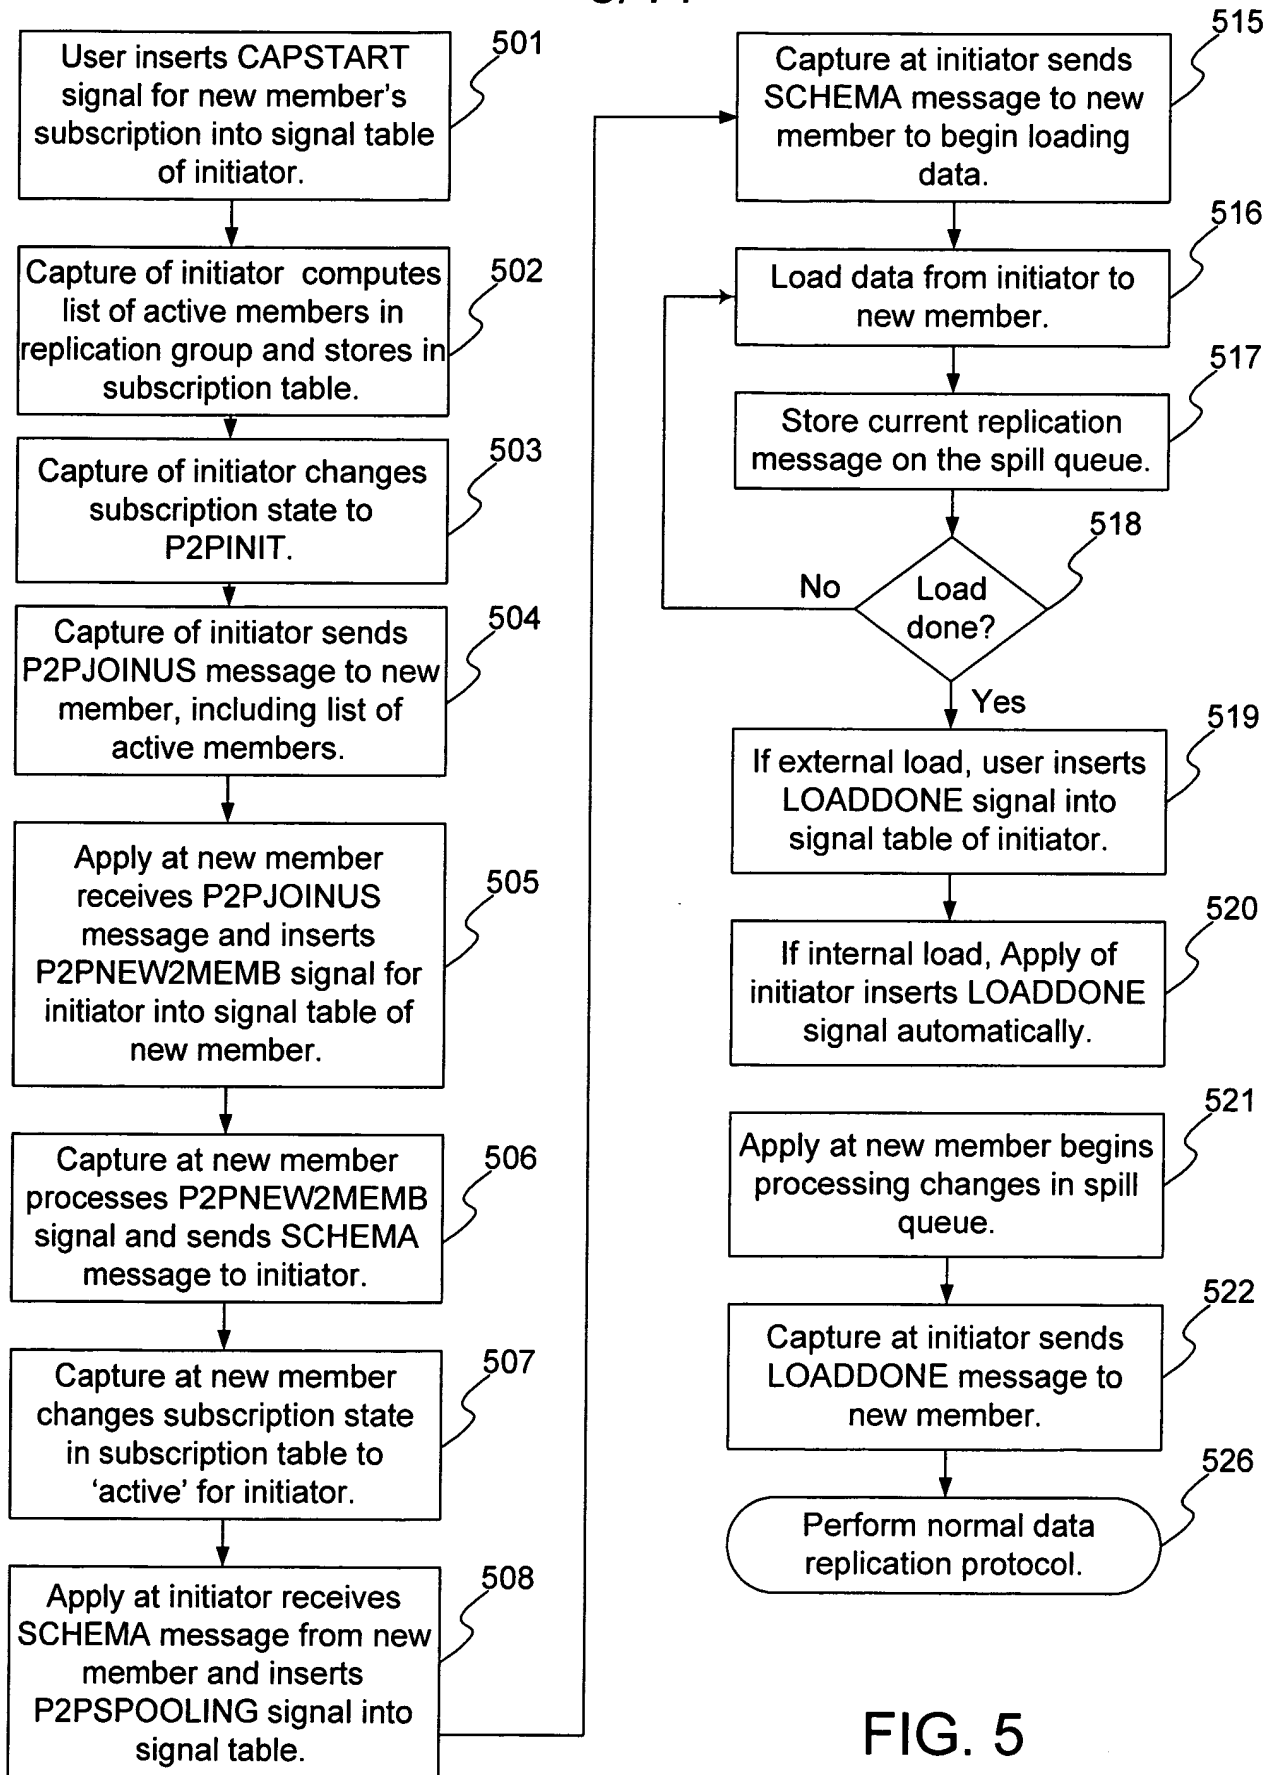 User inserts CAPSTART
signal for new member's
subscription into signal table
of initiator.
501
Capture of initiator computes
list of active members in
replication group and stores in
subscription table.
502
Capture of initiator changes
subscription state to
P2PINIT.
503
Capture of initiator sends
P2PJOINUS message to new
member, including list of
active members.
504
Apply at new member
receives P2PJOINUS
message and inserts
P2PNEW2MEMB signal for
initiator into signal table of
new member.
505
Capture at new member
processes P2PNEW2MEMB
signal and sends SCHEMA
message to initiator.
506
Capture at new member
changes subscription state
in subscription table to
‘active’ for initiator.
507
Apply at initiator receives
SCHEMA message from new
member and inserts
P2PSPOOLING signal into
signal table.
508
Capture at initiator sends
SCHEMA message to new
member to begin loading
data.
515
Load data from initiator to
new member.
516
Store current replication
message on the spill queue.
517
Load
done?
518
No
Yes
If external load, user inserts
LOADDONE signal into
signal table of initiator.
519
If internal load, Apply of
initiator inserts LOADDONE
signal automatically.
520
Apply at new member begins
processing changes in spill
queue.
521
Capture at initiator sends
LOADDONE message to
new member.
522
Perform normal data
replication protocol.
526
FIG. 5